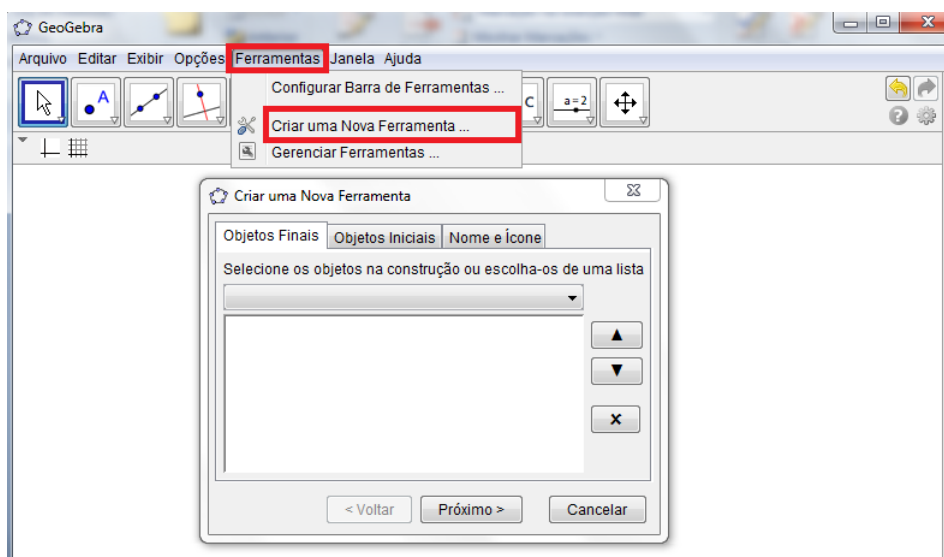 GeoGebra
Arquivo Editar Exibir Opções Ferramentas Janela Ajuda
Configurar Barra de Ferramentas ...
A
C
a=2
Criar uma Nova Ferramenta ...
Gerenciar Ferramentas ...
Criar uma Nova Ferramenta
Objetos Finais Objetos Iniciais Nome e Ícone
Selecione os objetos na construção ou escolha-os de uma lista
< Voltar Próximo > Cancelar